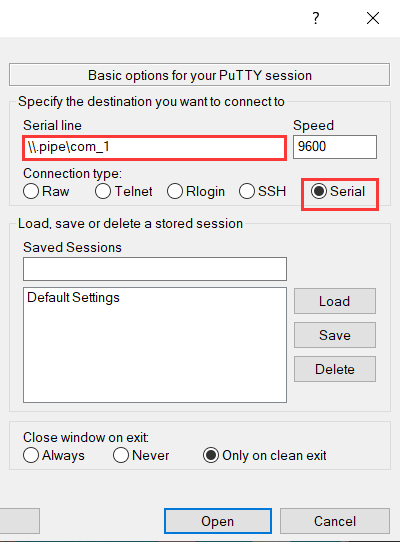 ?
Basic options for your PuTTY session
Specify the destination you want to connect to
Serial line Speed
\\.pipe\com_1 9600
Connection type:
Raw Telnet Rlogin SSH Serial
Load, save or delete a stored session
Saved Sessions
Default Settings
Load
Save
Delete
Close window on exit:
Always Never Only on clean exit
Open Cancel